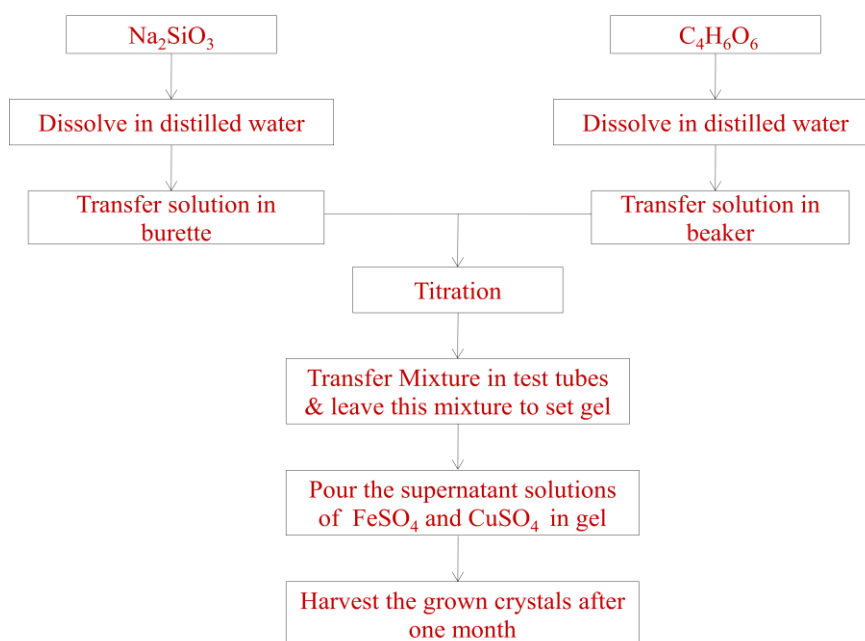 Na₂SiO₃
C₄H₆O₆
Dissolve in distilled water
Dissolve in distilled water
Transfer solution in
burette
Transfer solution in
beaker
Titration
Transfer Mixture in test tubes
& leave this mixture to set gel
Pour the supernatant solutions
of FeSO₄ and CuSO₄ in gel
Harvest the grown crystals after
one month